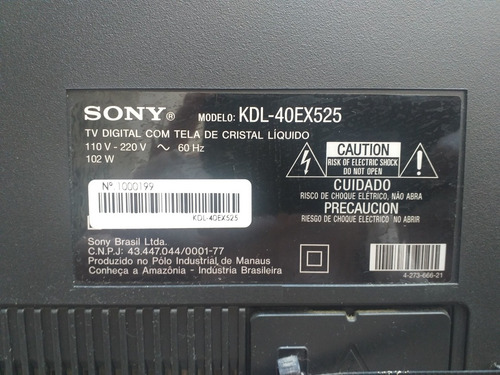 SONY® MODELO: KDL-40EX525
TV DIGITAL COM TELA DE CRISTAL LÍQUIDO
110 V - 220 V ~ 60 Hz
102 W
Nº 1000199
KDL-40EX525
Sony Brasil Ltda.
C.N.P.J: 43.447.044/0001-77
Produzido no Pólo Industrial de Manaus
Conheça a Amazônia - Indústria Brasileira
CAUTION
RISK OF ELECTRIC SHOCK
DO NOT OPEN
CUIDADO
RISCO DE CHOQUE ELÉTRICO, NÃO ABRA
PRECAUCION
RIESGO DE CHOQUE ELECTRICO NO ABRIR
4-273-666-21